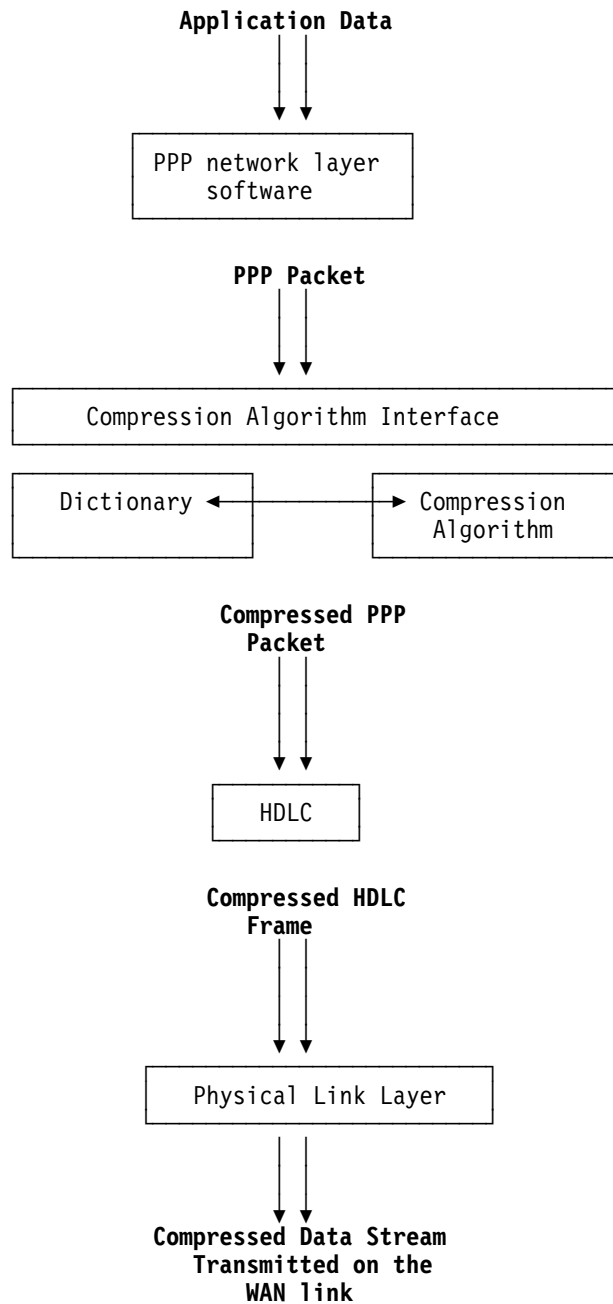 Application Data
PPP network layer
software
PPP Packet
Compression Algorithm Interface
Dictionary
Compression
Algorithm
Compressed PPP
Packet
HDLC
Compressed HDLC
Frame
Physical Link Layer
Compressed Data Stream
Transmitted on the
WAN link